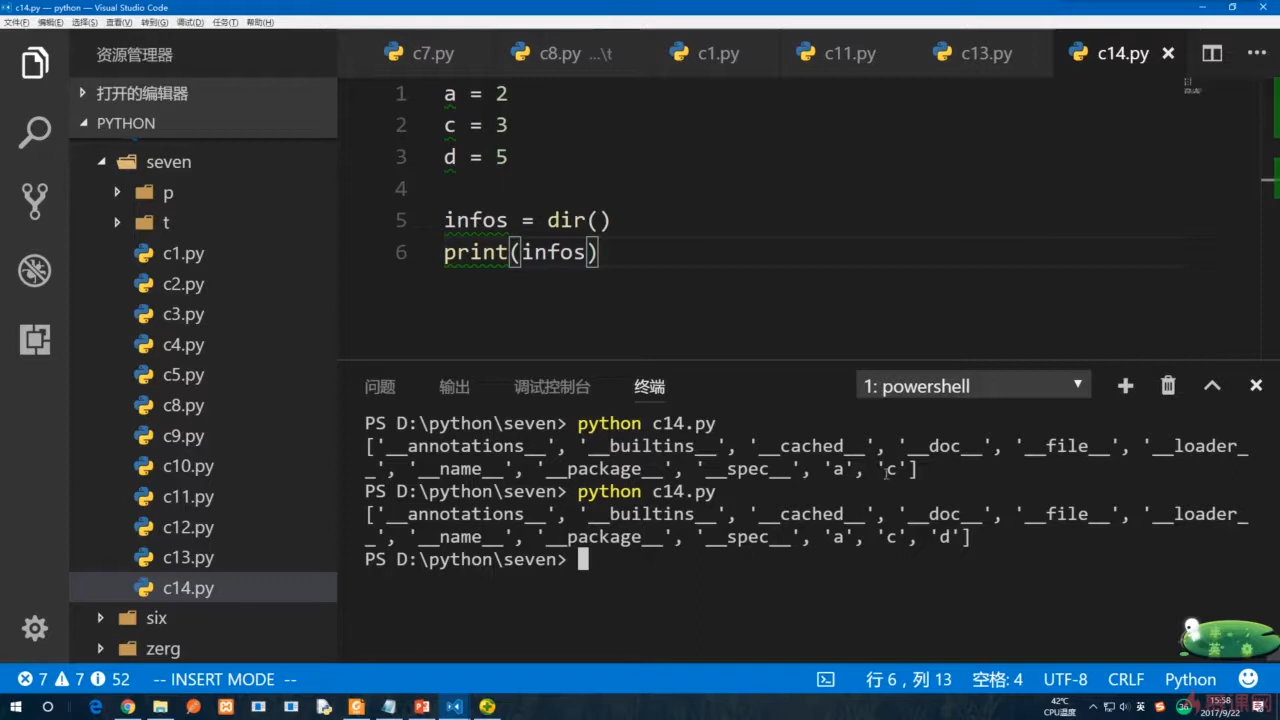 c14.py — python — Visual Studio Code
文件(F) 编辑(E) 选择(S) 查看(V) 转到(G) 调试(D) 任务(T) 帮助(H)
资源管理器
c7.py c8.py ...\t c1.py c11.py c13.py c14.py
打开的编辑器
PYTHON
seven
p
t
c1.py
c2.py
c3.py
c4.py
c5.py
c8.py
c9.py
c10.py
c11.py
c12.py
c13.py
c14.py
six
zerg
1 a = 2
2 c = 3
3 d = 5
4
5 infos = dir()
6 print(infos)
问题 输出 调试控制台 终端 1: powershell
PS D:\python\seven> python c14.py
['__annotations__', '__builtins__', '__cached__', '__doc__', '__file__', '__loader_
_', '__name__', '__package__', '__spec__', 'a', 'c']
PS D:\python\seven> python c14.py
['__annotations__', '__builtins__', '__cached__', '__doc__', '__file__', '__loader_
_', '__name__', '__package__', '__spec__', 'a', 'c', 'd']
PS D:\python\seven>
半
英
7 7 52 -- INSERT MODE -- 行 6，列 13 空格: 4 UTF-8 CRLF Python
42℃
CPU温度
英
15:58
2017/9/22